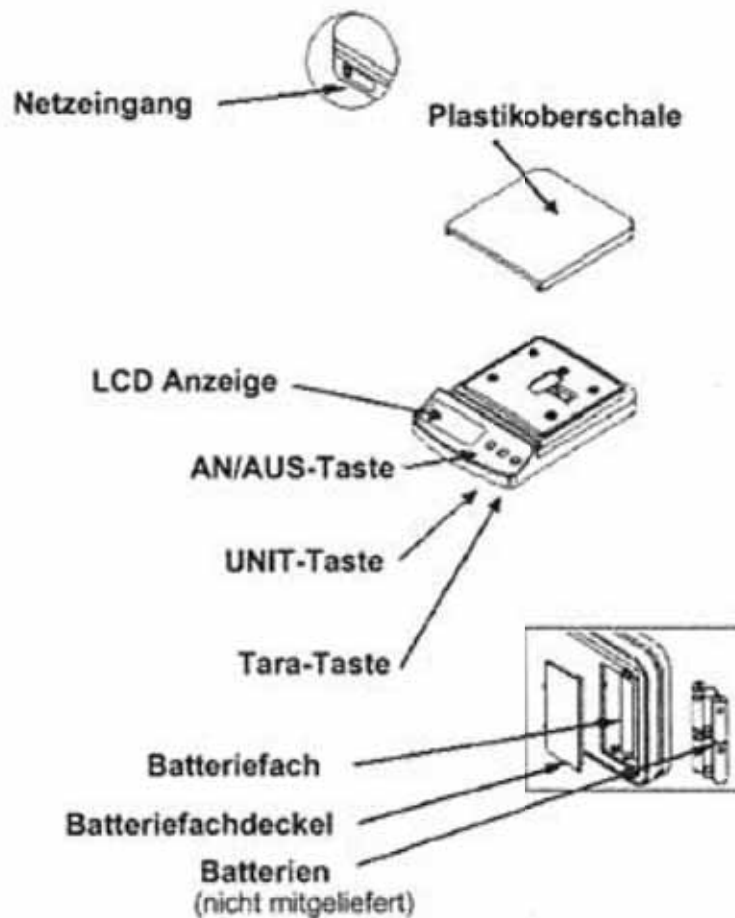 Netzeingang
Plastikoberschale
LCD Anzeige
AN/AUS-Taste
UNIT-Taste
Tara-Taste
Batteriefach
Batteriefachdeckel
Batterien
(nicht mitgeliefert)